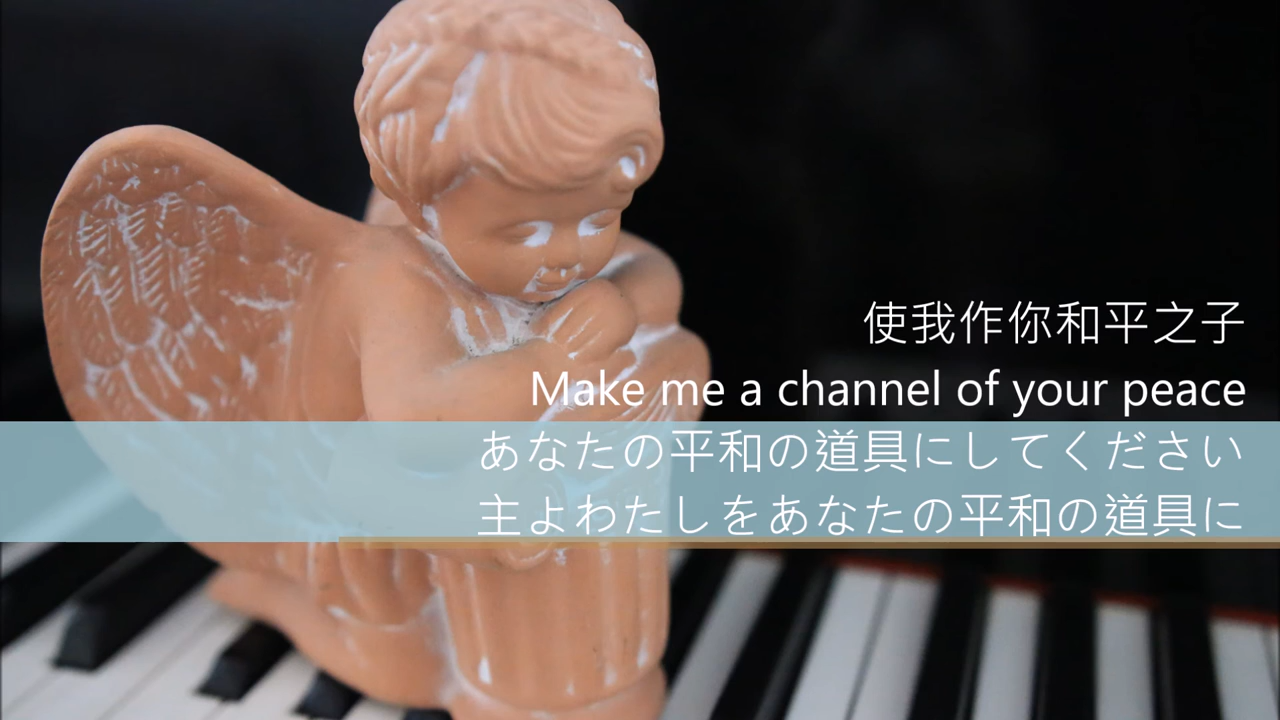 使我作你和平之子
Make me a channel of your peace
あなたの平和の道具にしてください
主よわたしをあなたの平和の道具に